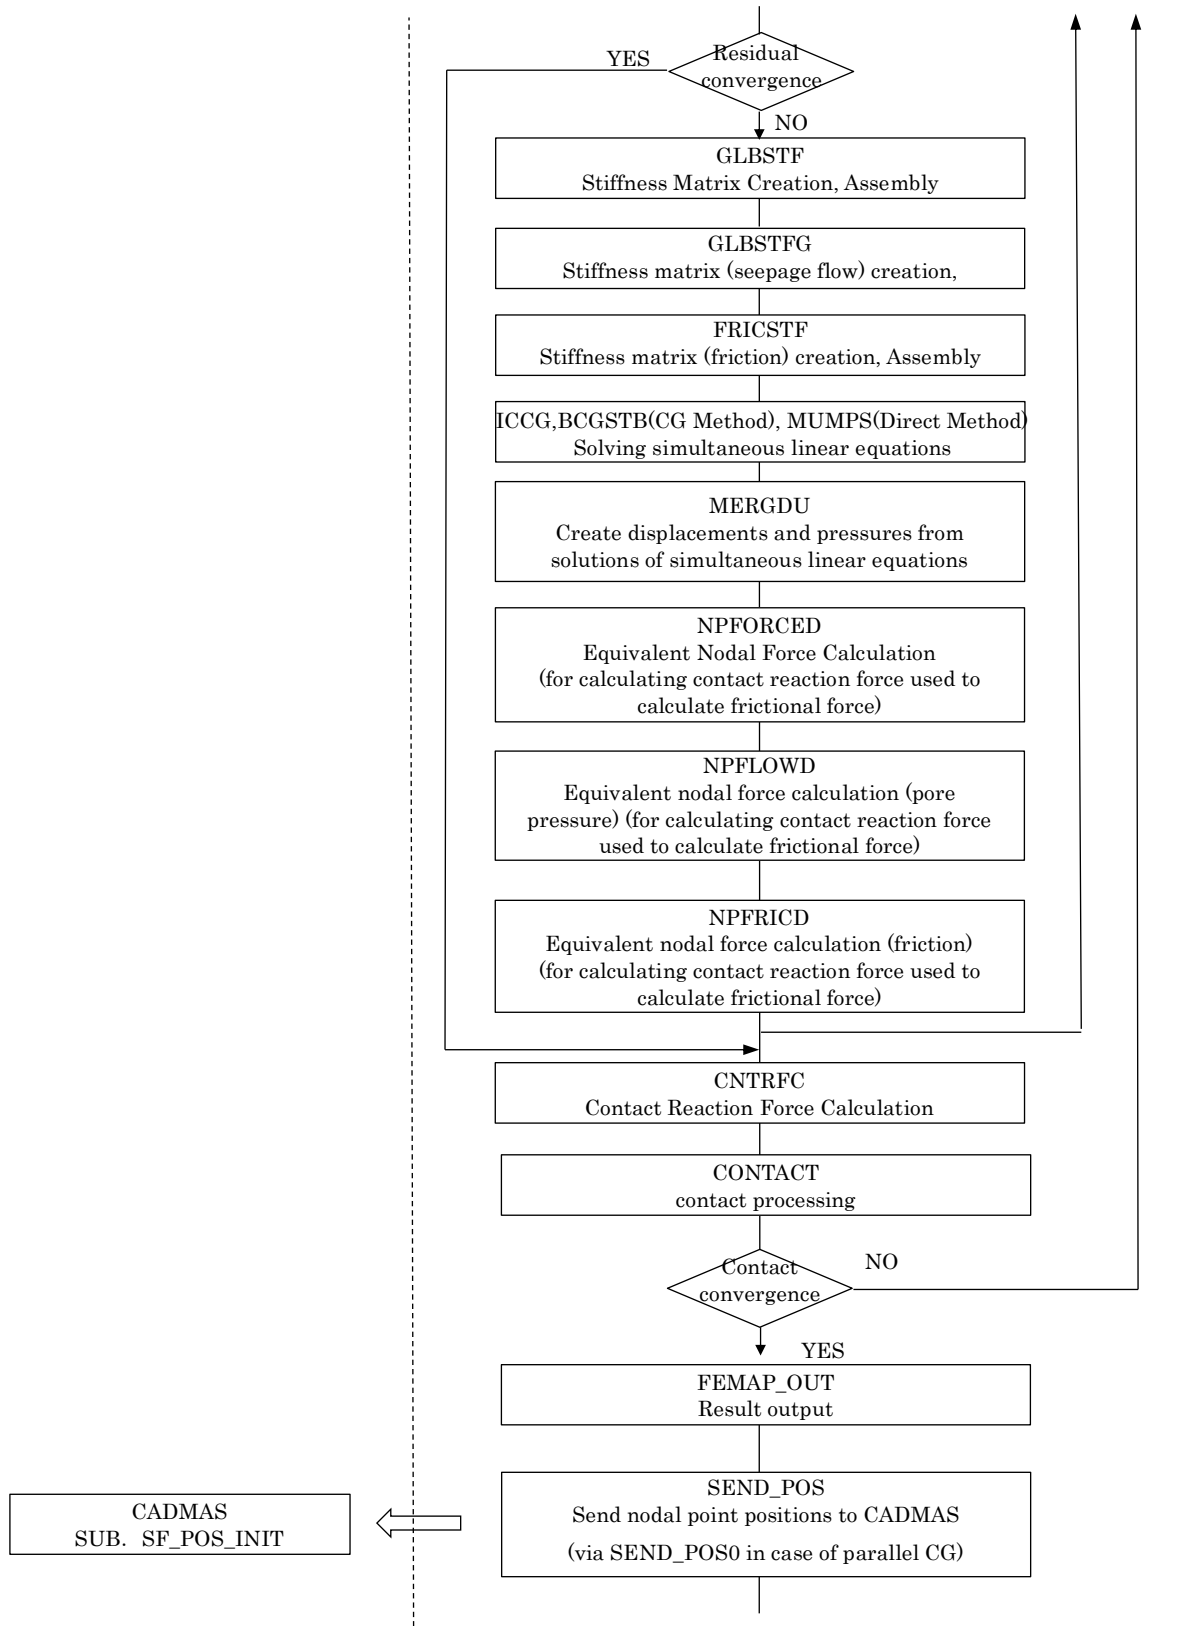 YES
Residual
convergence
NO
GLBSTF
Stiffness Matrix Creation, Assembly
GLBSTFG
Stiffness matrix (seepage flow) creation,
FRICSTF
Stiffness matrix (friction) creation, Assembly
ICCG,BCGSTB(CG Method), MUMPS(Direct Method)
Solving simultaneous linear equations
MERGDU
Create displacements and pressures from
solutions of simultaneous linear equations
NPFORCED
Equivalent Nodal Force Calculation
(for calculating contact reaction force used to
calculate frictional force)
NPFLOWD
Equivalent nodal force calculation (pore
pressure) (for calculating contact reaction force
used to calculate frictional force)
NPFRICD
Equivalent nodal force calculation (friction)
(for calculating contact reaction force used to
calculate frictional force)
CNTRFC
Contact Reaction Force Calculation
CONTACT
contact processing
Contact
convergence
NO
YES
FEMAP_OUT
Result output
SEND_POS
Send nodal point positions to CADMAS
(via SEND_POS0 in case of parallel CG)
CADMAS
SUB. SF_POS_INIT